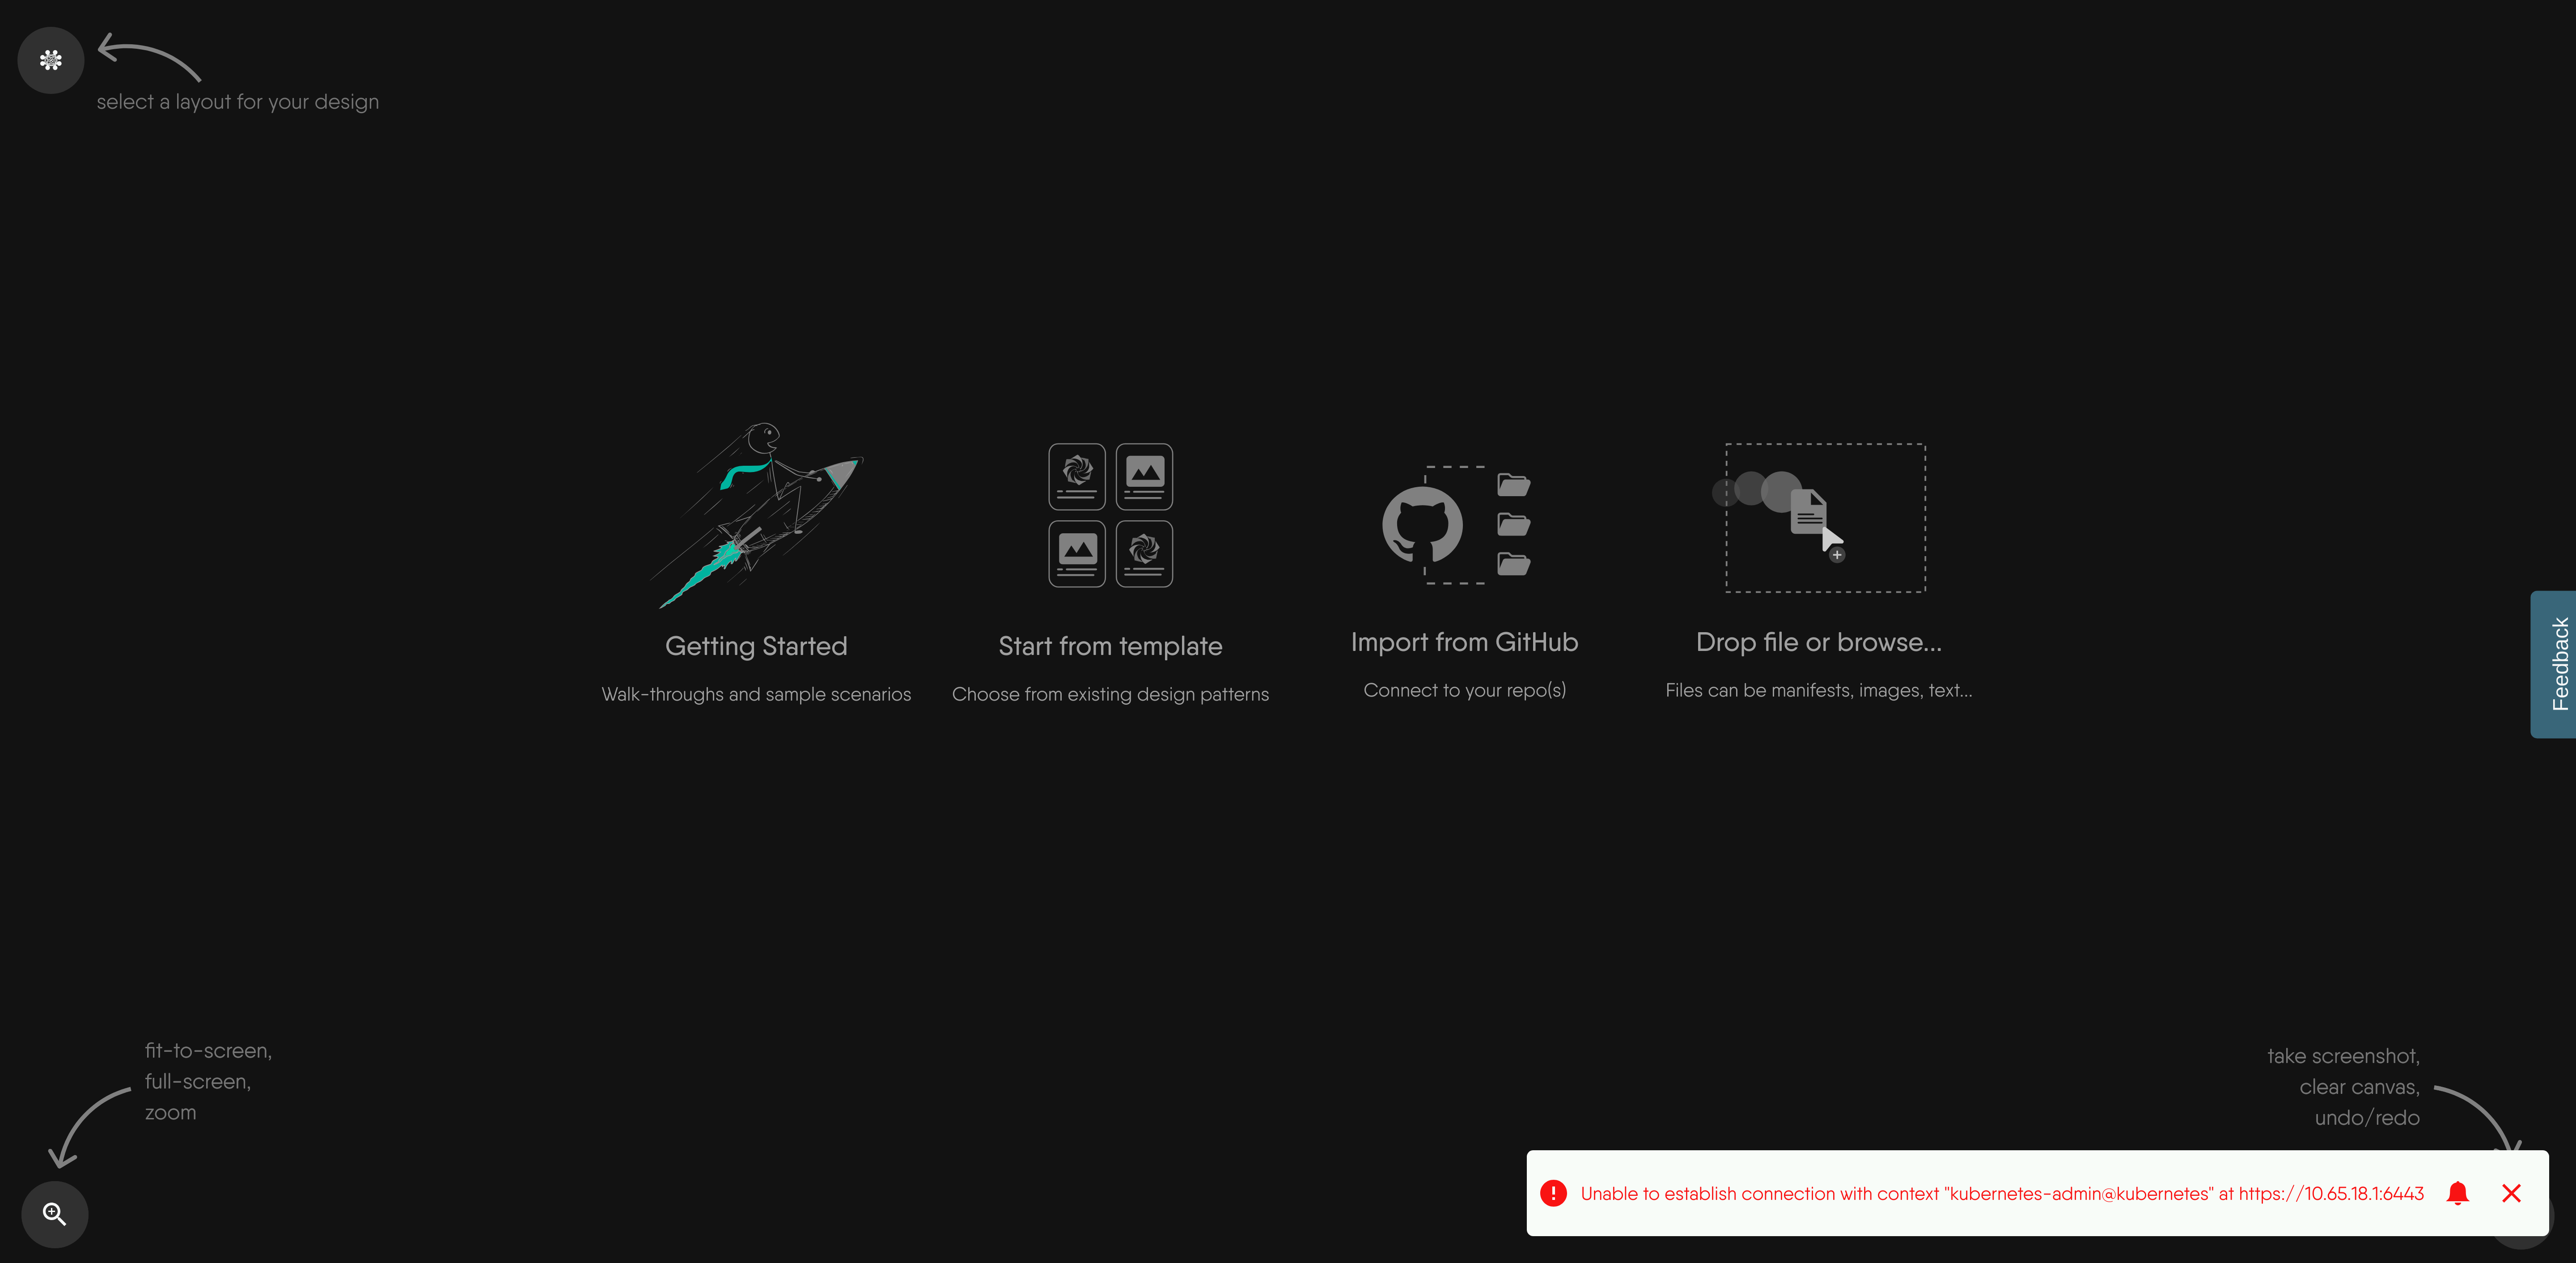 select a layout for your design
Getting Started
Walk-throughs and sample scenarios
Start from template
Choose from existing design patterns
Import from GitHub
Connect to your repo(s)
Drop file or browse...
Files can be manifests, images, text...
Feedback
fit-to-screen,
full-screen,
zoom
take screenshot,
clear canvas,
undo/redo
Unable to establish connection with context "kubernetes-admin@kubernetes" at https://10.65.18.1:6443